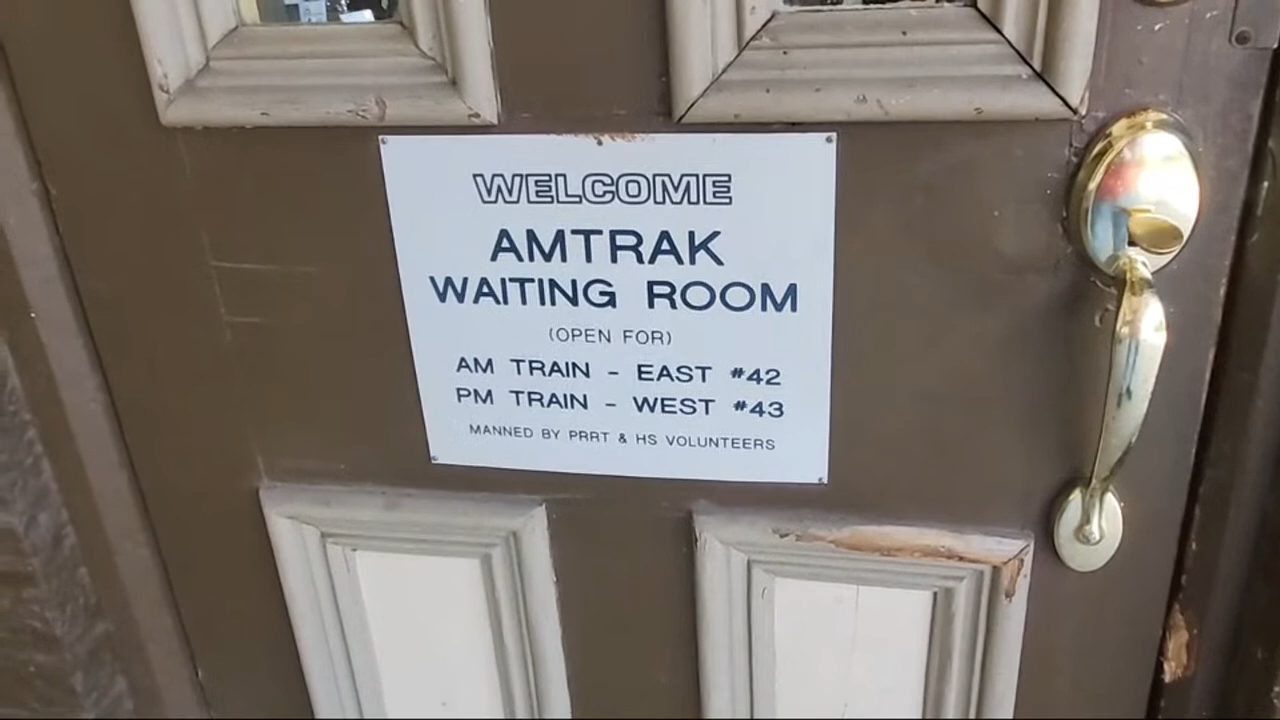 WELCOME
AMTRAK
WAITING ROOM
(OPEN FOR)
AM TRAIN - EAST #42
PM TRAIN - WEST #43
MANNED BY PRRT & HS VOLUNTEERS